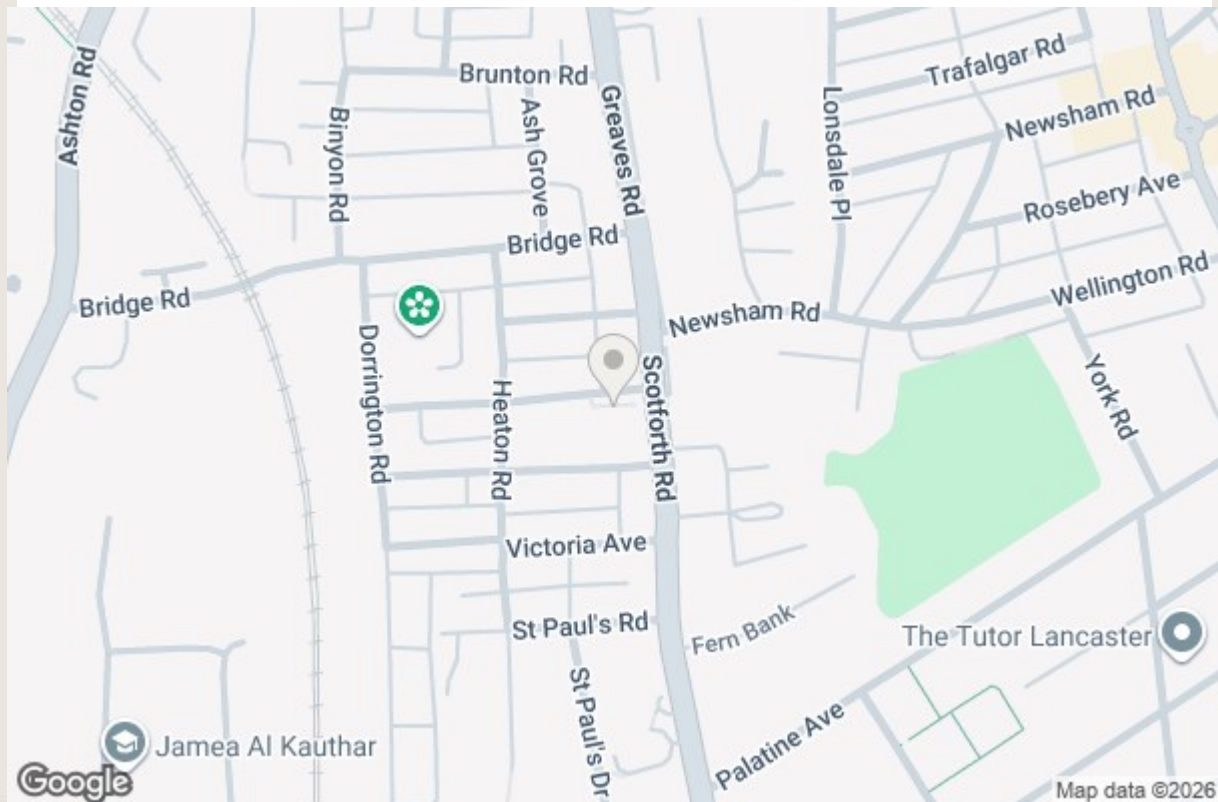 Ashton Rd
Brunton Rd
Ash Grove
Greaves Rd
Binyon Rd
Lonsdale Pl
Trafalgar Rd
Newsham Rd
Rosebery Ave
Bridge Rd
Wellington Rd
Bridge Rd
Newsham Rd
Dorrington Rd
Heaton Rd
Scotforth Rd
York Rd
Victoria Ave
St Paul's Rd
Fern Bank
The Tutor Lancaster
St Paul's Dr
Palatine Ave
Jamea Al Kauthar
Google
Map data ©2026